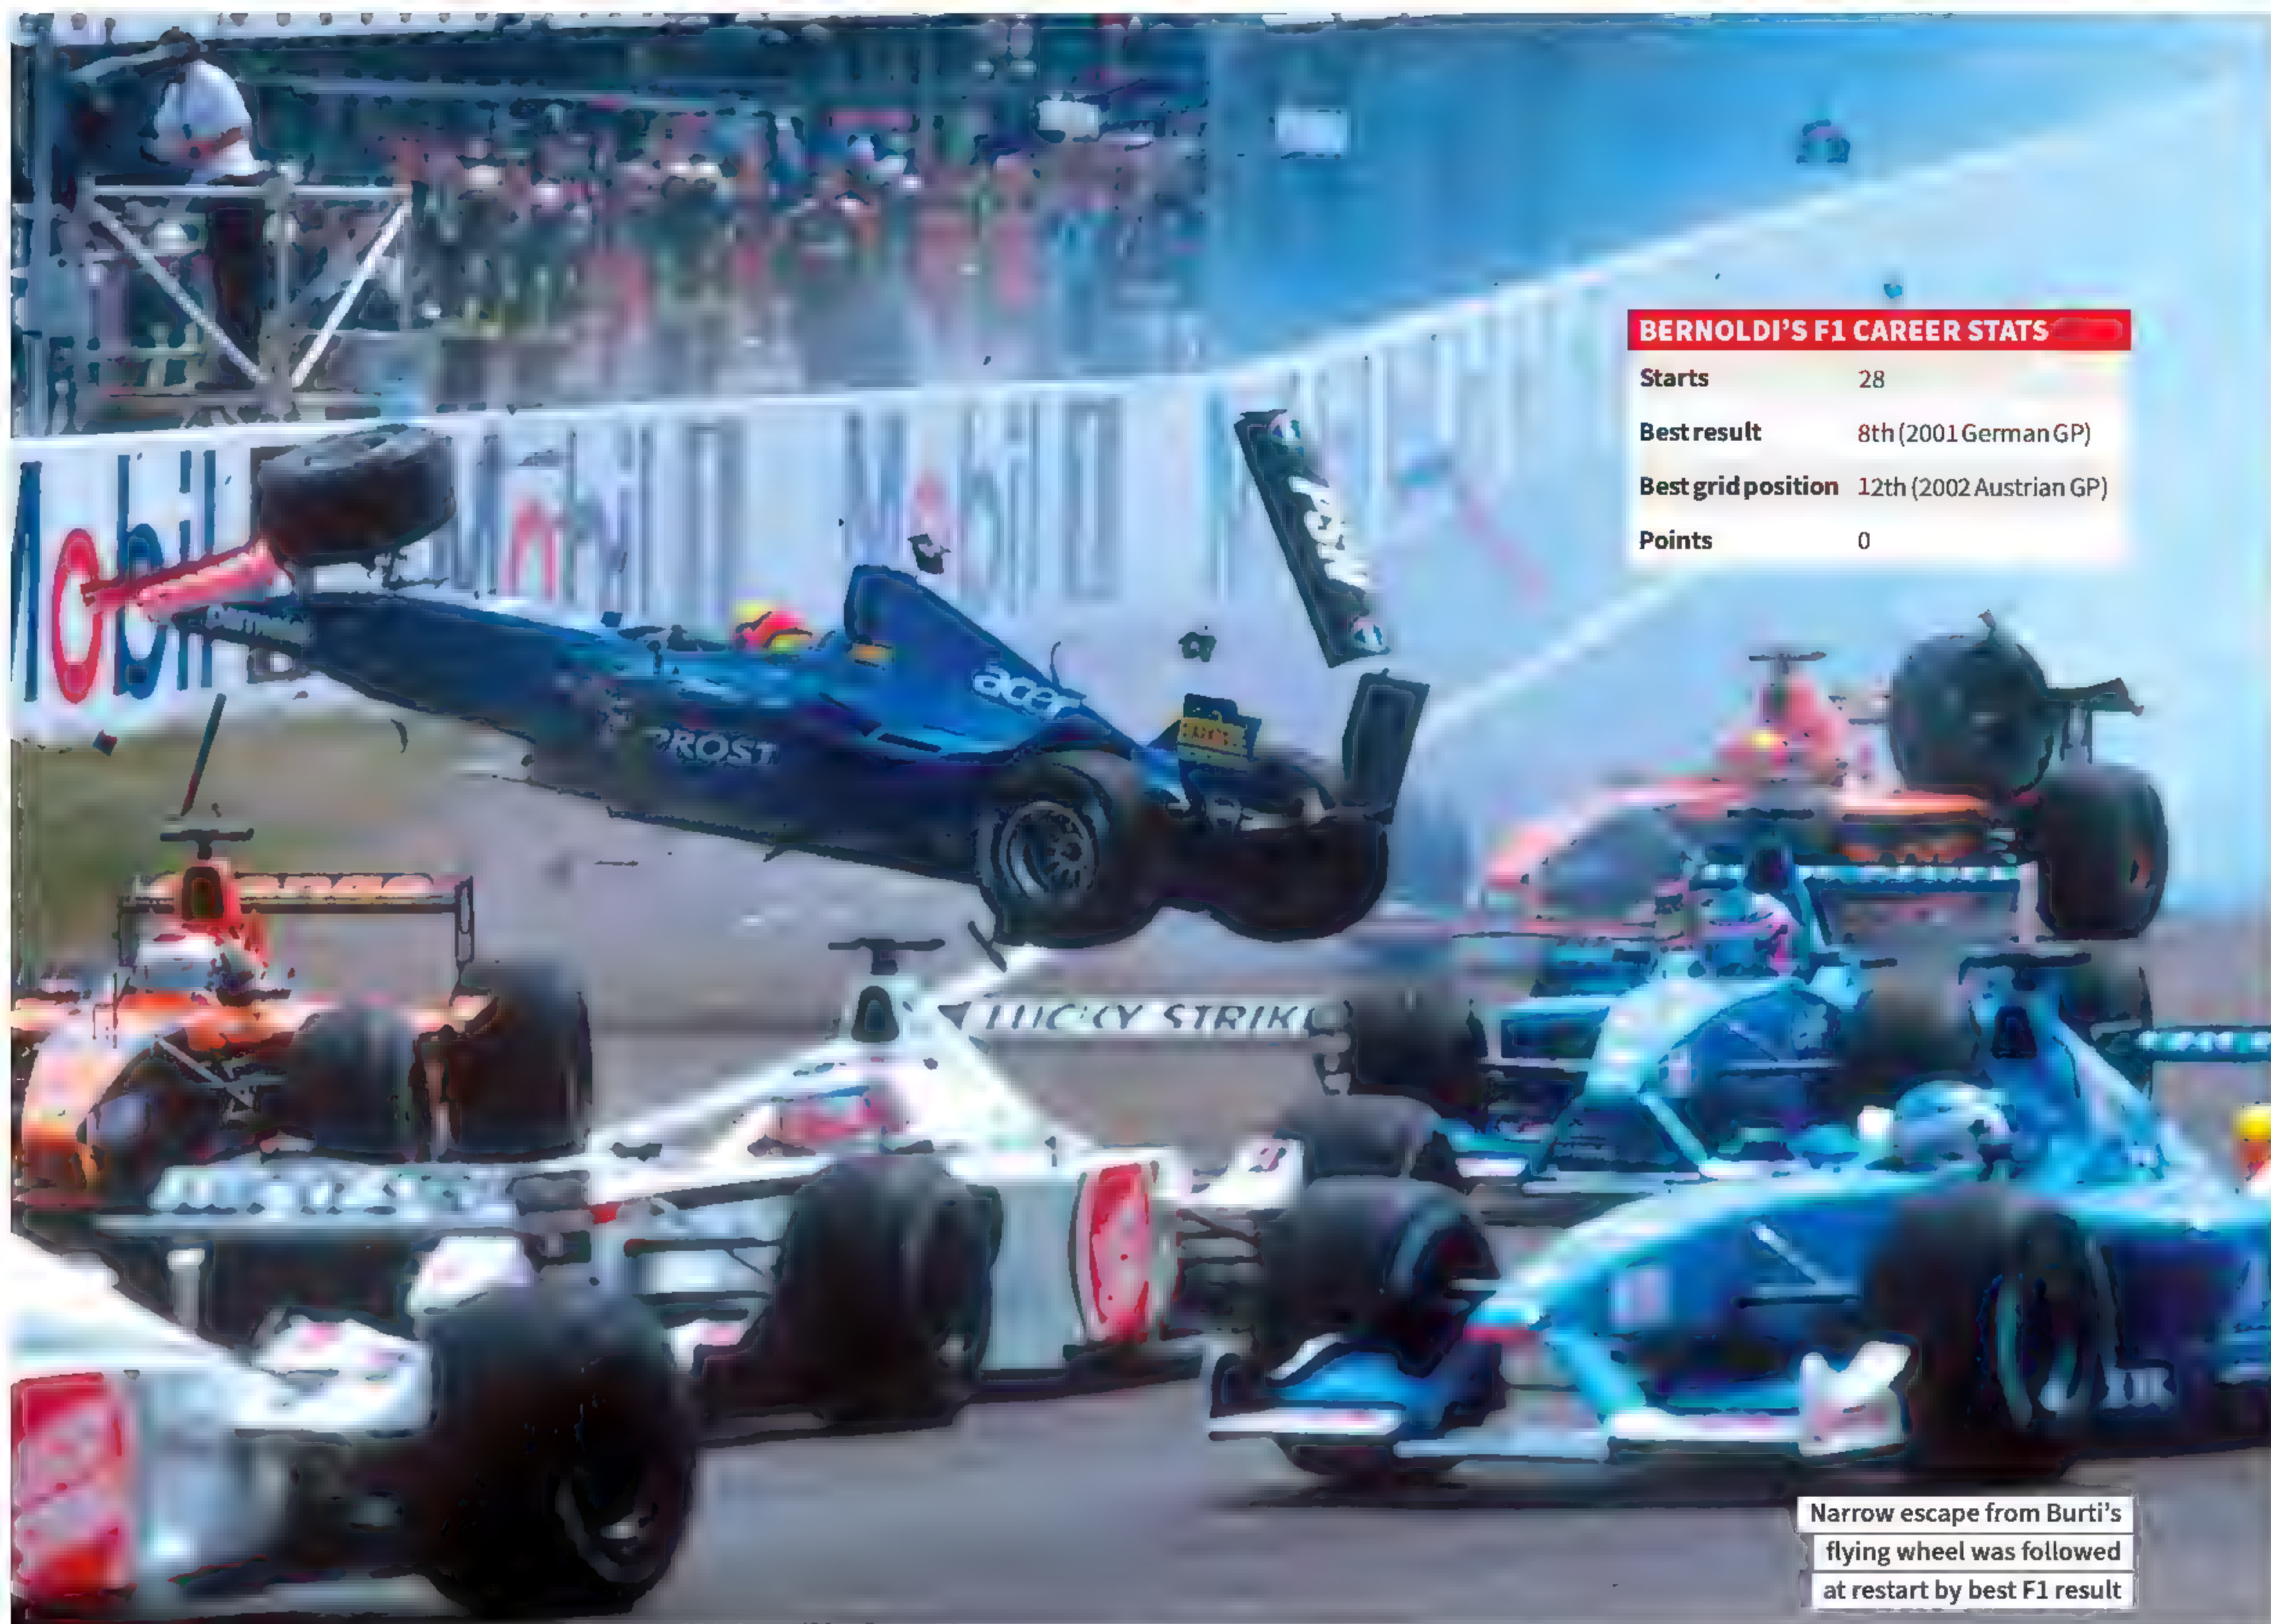 Mobil
Mobil
BERNOLDI'S F1 CAREER STATS
Starts 28
Best result 8th (2001 German GP)
Best grid position 12th (2002 Austrian GP)
Points 0
acer
PROST
LUCKY STRIKE
Narrow escape from Burti's
flying wheel was followed
at restart by best F1 result